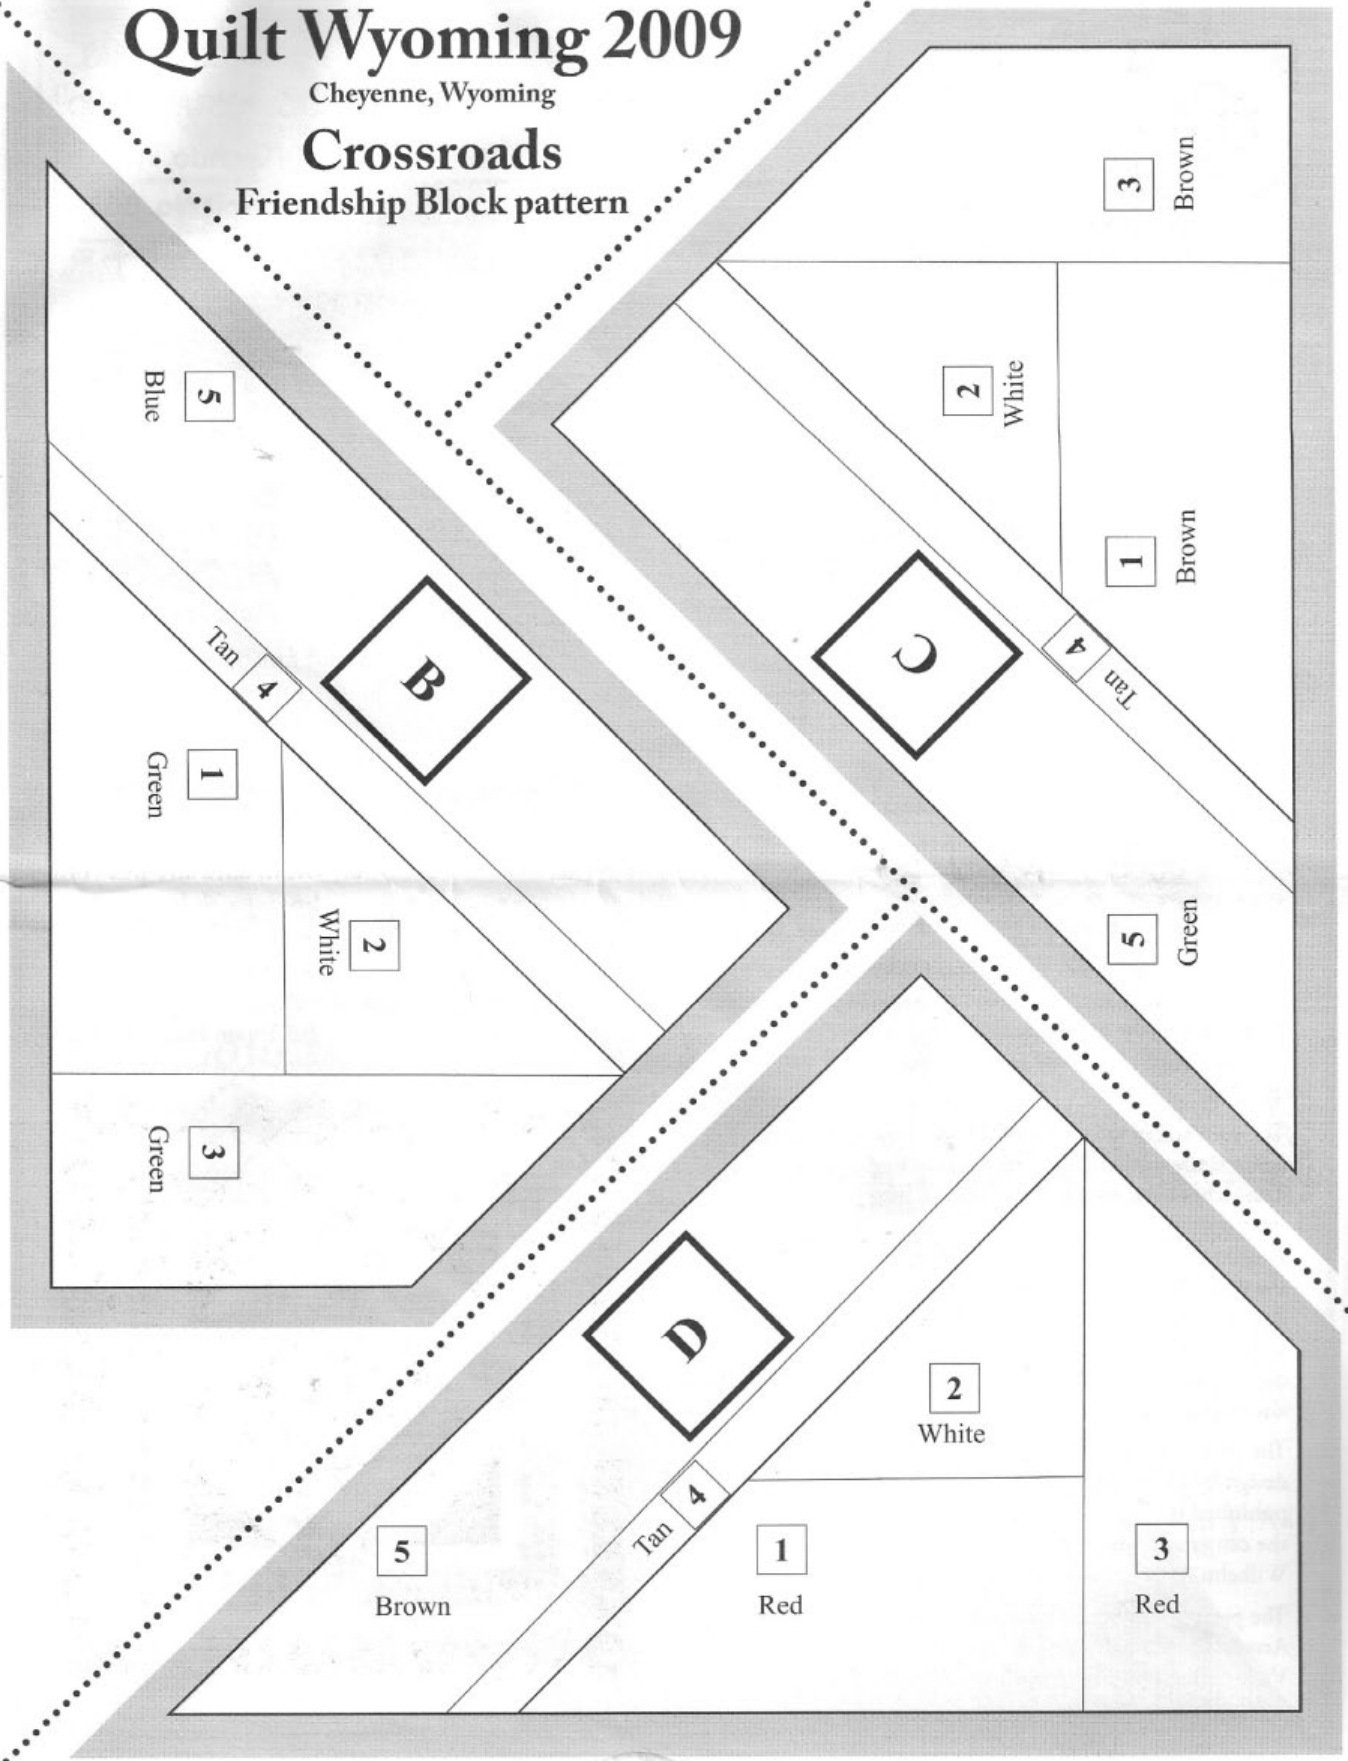 Quilt Wyoming 2009
Cheyenne, Wyoming
Crossroads
Friendship Block pattern
3
Brown
2
White
1
Brown
C
4
Tan
5
Green
5
Blue
B
Tan
4
1
Green
2
White
3
Green
D
2
White
4
Tan
5
Brown
1
Red
3
Red